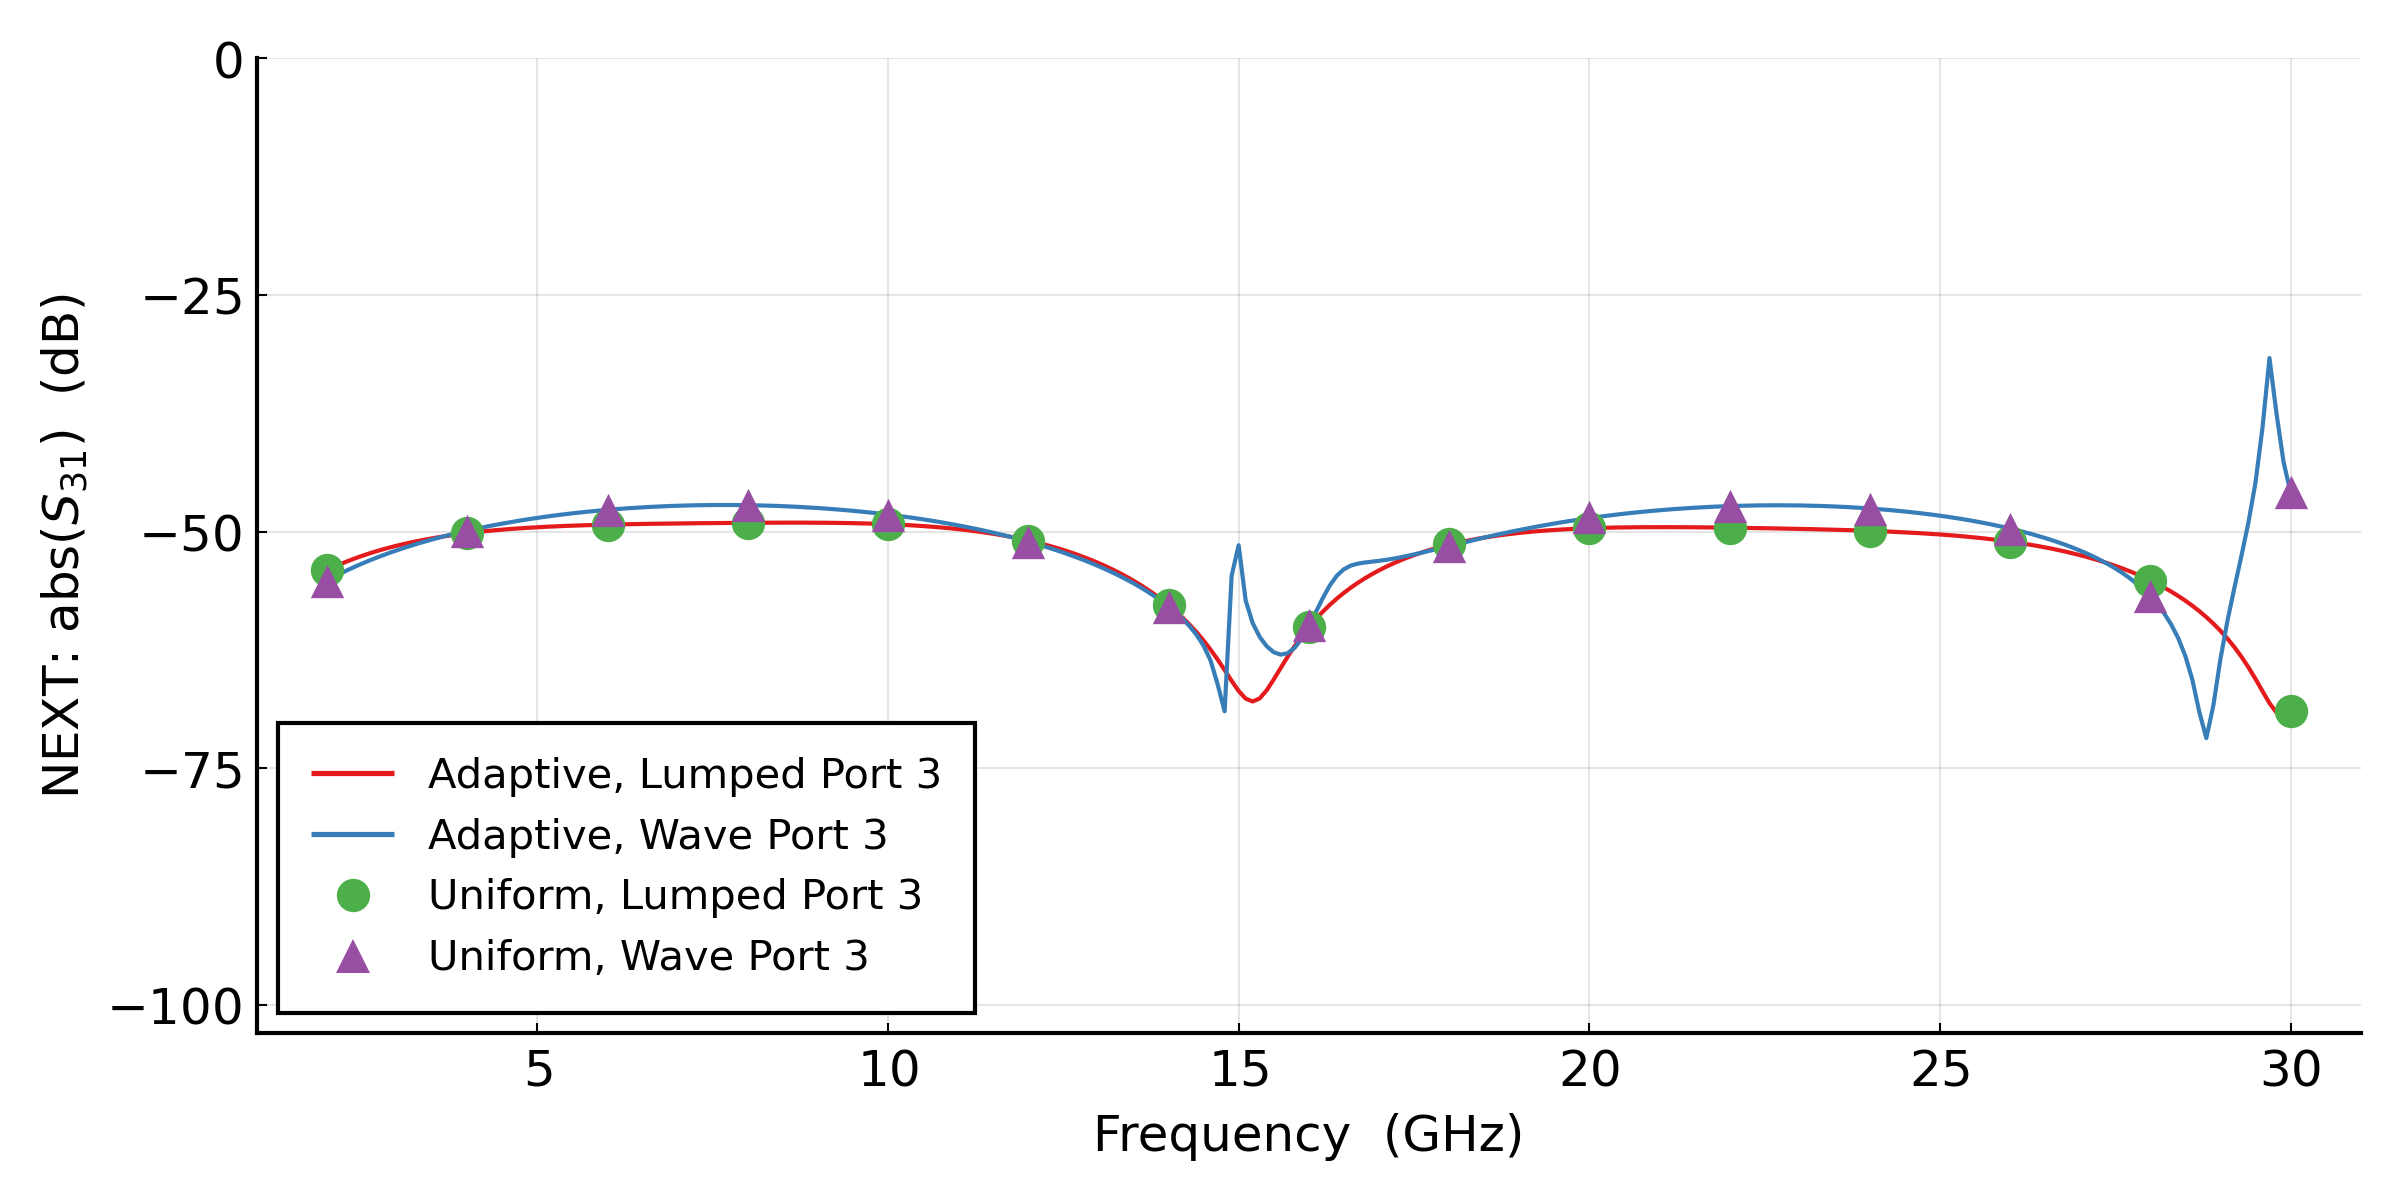 0
−25
−50
−75
−100
NEXT: abs(S₃₁) (dB)
Adaptive, Lumped Port 3
Adaptive, Wave Port 3
Uniform, Lumped Port 3
Uniform, Wave Port 3
5 10 15 20 25 30
Frequency (GHz)